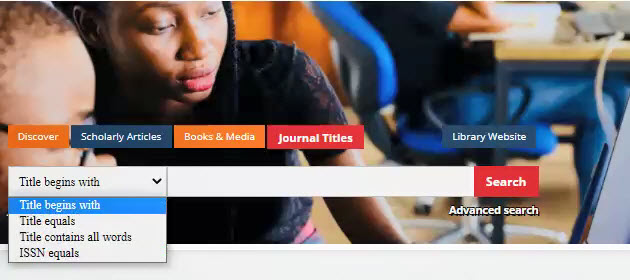 Discover Scholarly Articles Books & Media Journal Titles Library Website
Title begins with Search
Title begins with
Advanced search
Title equals
Title contains all words
ISSN equals